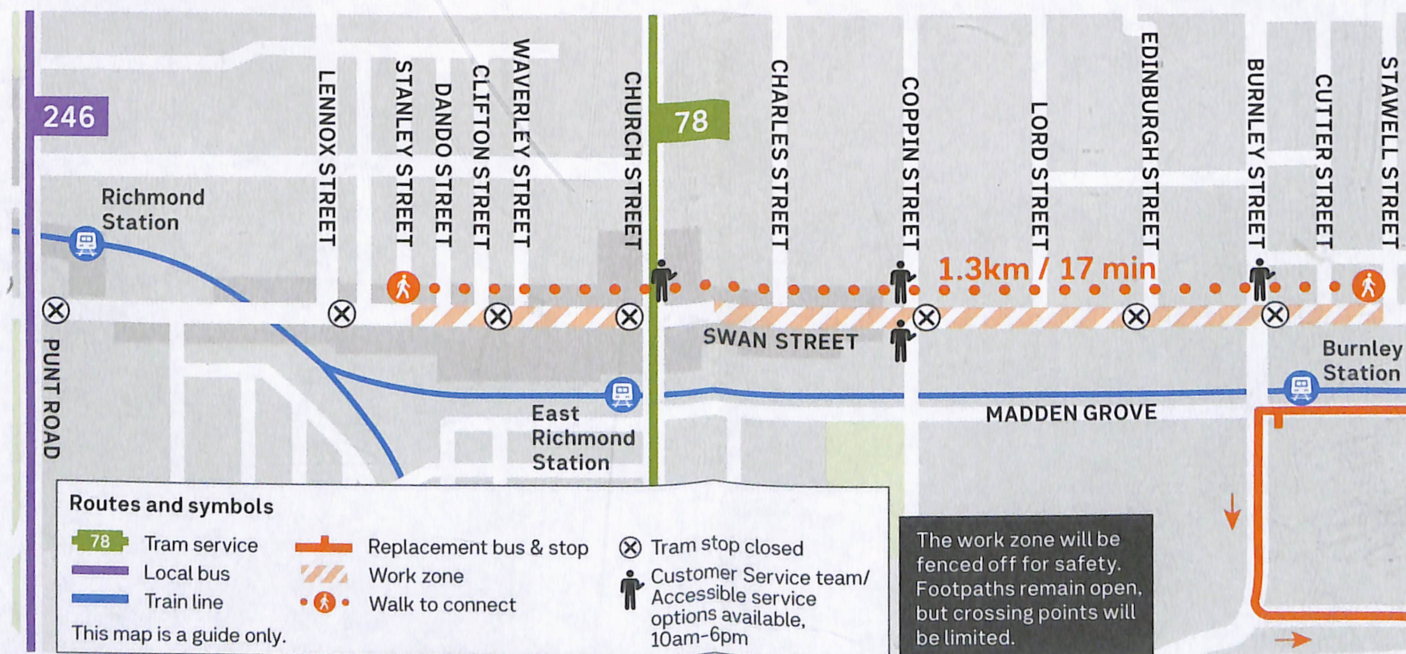 246
LENNOX STREET
STANLEY STREET
DANDO STREET
CLIFTON STREET
WAVERLEY STREET
CHURCH STREET
78
CHARLES STREET
COPPIN STREET
LORD STREET
EDINBURGH STREET
BURNLEY STREET
CUTTER STREET
STAWELL STREET
Richmond
Station
1.3km / 17 min
SWAN STREET
PUNT ROAD
Burnley
Station
East
Richmond
Station
MADDEN GROVE
Routes and symbols
78 Tram service
Local bus
Train line
This map is a guide only.
Replacement bus & stop
Work zone
Walk to connect
Tram stop closed
Customer Service team/
Accessible service
options available,
10am-6pm
The work zone will be
fenced off for safety.
Footpaths remain open,
but crossing points will
be limited.